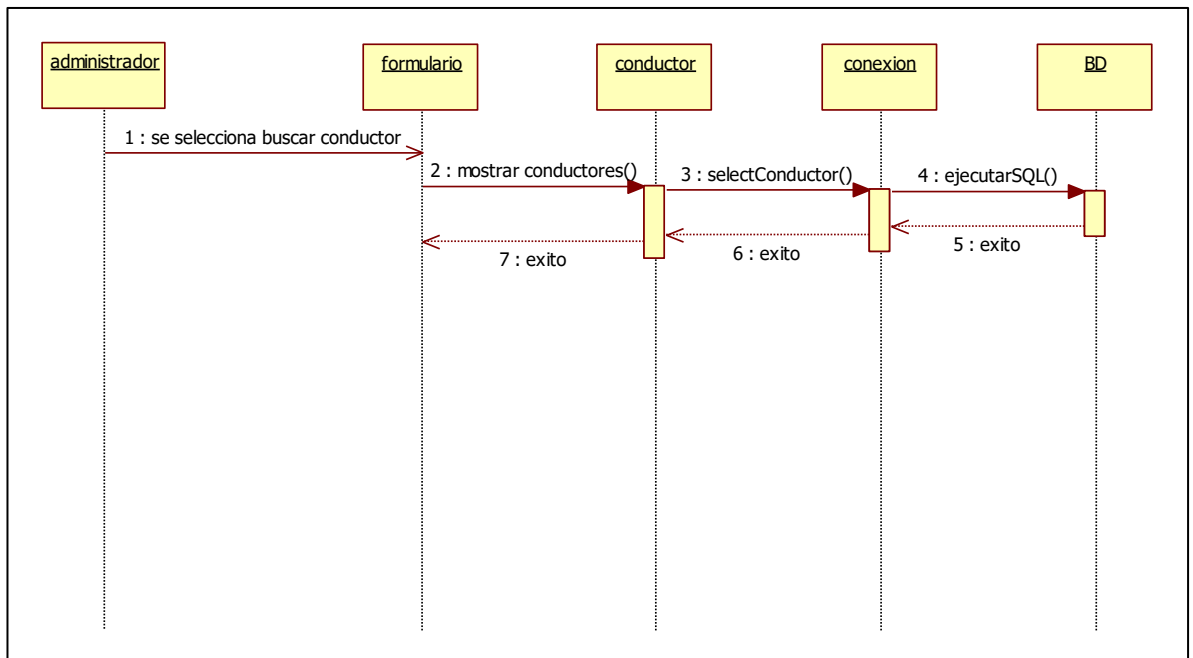 administrador
formulario
conductor
conexion
BD
1 : se selecciona buscar conductor
2 : mostrar conductores()
3 : selectConductor()
4 : ejecutarSQL()
5 : exito
6 : exito
7 : exito